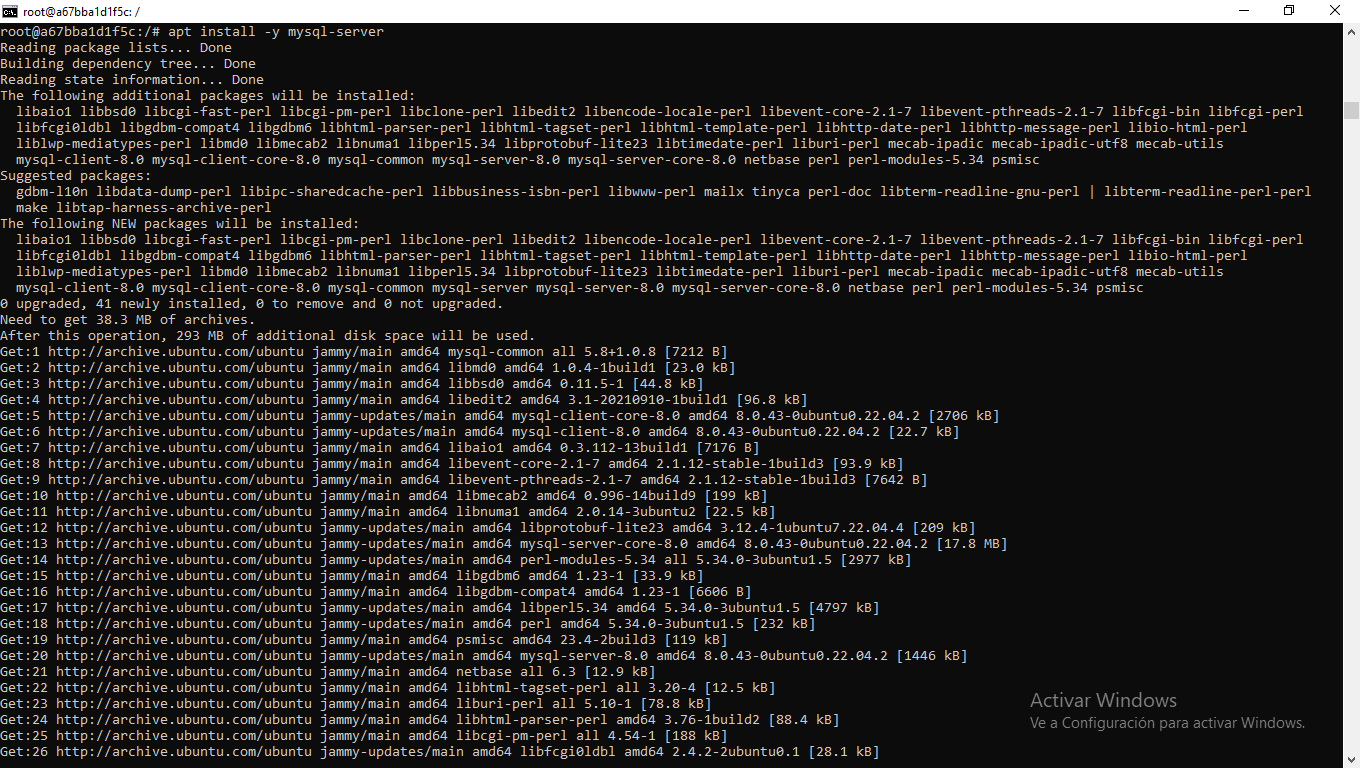 root@a67bba1d1f5c: /
root@a67bba1d1f5c:/# apt install -y mysql-server
Reading package lists... Done
Building dependency tree... Done
Reading state information... Done
The following additional packages will be installed:
  libaio1 libbsd0 libcgi-fast-perl libcgi-pm-perl libclone-perl libedit2 libencode-locale-perl libevent-core-2.1-7 libevent-pthreads-2.1-7 libfcgi-bin libfcgi-perl
  libfcgi0ldbl libgdbm-compat4 libgdbm6 libhtml-parser-perl libhtml-tagset-perl libhtml-template-perl libhttp-date-perl libhttp-message-perl libio-html-perl
  liblwp-mediatypes-perl libmd0 libmecab2 libnuma1 libperl5.34 libprotobuf-lite23 libtimedate-perl liburi-perl mecab-ipadic mecab-ipadic-utf8 mecab-utils
  mysql-client-8.0 mysql-client-core-8.0 mysql-common mysql-server-8.0 mysql-server-core-8.0 netbase perl perl-modules-5.34 psmisc
Suggested packages:
  gdbm-l10n libdata-dump-perl libipc-sharedcache-perl libbusiness-isbn-perl libwww-perl mailx tinyca perl-doc libterm-readline-gnu-perl | libterm-readline-perl-perl
  make libtap-harness-archive-perl
The following NEW packages will be installed:
  libaio1 libbsd0 libcgi-fast-perl libcgi-pm-perl libclone-perl libedit2 libencode-locale-perl libevent-core-2.1-7 libevent-pthreads-2.1-7 libfcgi-bin libfcgi-perl
  libfcgi0ldbl libgdbm-compat4 libgdbm6 libhtml-parser-perl libhtml-tagset-perl libhtml-template-perl libhttp-date-perl libhttp-message-perl libio-html-perl
  liblwp-mediatypes-perl libmd0 libmecab2 libnuma1 libperl5.34 libprotobuf-lite23 libtimedate-perl liburi-perl mecab-ipadic mecab-ipadic-utf8 mecab-utils
  mysql-client-8.0 mysql-client-core-8.0 mysql-common mysql-server mysql-server-8.0 mysql-server-core-8.0 netbase perl perl-modules-5.34 psmisc
0 upgraded, 41 newly installed, 0 to remove and 0 not upgraded.
Need to get 38.3 MB of archives.
After this operation, 293 MB of additional disk space will be used.
Get:1 http://archive.ubuntu.com/ubuntu jammy/main amd64 mysql-common all 5.8+1.0.8 [7212 B]
Get:2 http://archive.ubuntu.com/ubuntu jammy/main amd64 libmd0 amd64 1.0.4-1build1 [23.0 kB]
Get:3 http://archive.ubuntu.com/ubuntu jammy/main amd64 libbsd0 amd64 0.11.5-1 [44.8 kB]
Get:4 http://archive.ubuntu.com/ubuntu jammy/main amd64 libedit2 amd64 3.1-20210910-1build1 [96.8 kB]
Get:5 http://archive.ubuntu.com/ubuntu jammy-updates/main amd64 mysql-client-core-8.0 amd64 8.0.43-0ubuntu0.22.04.2 [2706 kB]
Get:6 http://archive.ubuntu.com/ubuntu jammy-updates/main amd64 mysql-client-8.0 amd64 8.0.43-0ubuntu0.22.04.2 [22.7 kB]
Get:7 http://archive.ubuntu.com/ubuntu jammy/main amd64 libaio1 amd64 0.3.112-13build1 [7176 B]
Get:8 http://archive.ubuntu.com/ubuntu jammy/main amd64 libevent-core-2.1-7 amd64 2.1.12-stable-1build3 [93.9 kB]
Get:9 http://archive.ubuntu.com/ubuntu jammy/main amd64 libevent-pthreads-2.1-7 amd64 2.1.12-stable-1build3 [7642 B]
Get:10 http://archive.ubuntu.com/ubuntu jammy/main amd64 libmecab2 amd64 0.996-14build9 [199 kB]
Get:11 http://archive.ubuntu.com/ubuntu jammy/main amd64 libnuma1 amd64 2.0.14-3ubuntu2 [22.5 kB]
Get:12 http://archive.ubuntu.com/ubuntu jammy-updates/main amd64 libprotobuf-lite23 amd64 3.12.4-1ubuntu7.22.04.4 [209 kB]
Get:13 http://archive.ubuntu.com/ubuntu jammy-updates/main amd64 mysql-server-core-8.0 amd64 8.0.43-0ubuntu0.22.04.2 [17.8 MB]
Get:14 http://archive.ubuntu.com/ubuntu jammy-updates/main amd64 perl-modules-5.34 all 5.34.0-3ubuntu1.5 [2977 kB]
Get:15 http://archive.ubuntu.com/ubuntu jammy/main amd64 libgdbm6 amd64 1.23-1 [33.9 kB]
Get:16 http://archive.ubuntu.com/ubuntu jammy/main amd64 libgdbm-compat4 amd64 1.23-1 [6606 B]
Get:17 http://archive.ubuntu.com/ubuntu jammy-updates/main amd64 libperl5.34 amd64 5.34.0-3ubuntu1.5 [4797 kB]
Get:18 http://archive.ubuntu.com/ubuntu jammy-updates/main amd64 perl amd64 5.34.0-3ubuntu1.5 [232 kB]
Get:19 http://archive.ubuntu.com/ubuntu jammy/main amd64 psmisc amd64 23.4-2build3 [119 kB]
Get:20 http://archive.ubuntu.com/ubuntu jammy-updates/main amd64 mysql-server-8.0 amd64 8.0.43-0ubuntu0.22.04.2 [1446 kB]
Get:21 http://archive.ubuntu.com/ubuntu jammy/main amd64 netbase all 6.3 [12.9 kB]
Get:22 http://archive.ubuntu.com/ubuntu jammy/main amd64 libhtml-tagset-perl all 3.20-4 [12.5 kB]
Get:23 http://archive.ubuntu.com/ubuntu jammy/main amd64 liburi-perl all 5.10-1 [78.8 kB]
Get:24 http://archive.ubuntu.com/ubuntu jammy/main amd64 libhtml-parser-perl amd64 3.76-1build2 [88.4 kB]
Get:25 http://archive.ubuntu.com/ubuntu jammy/main amd64 libcgi-pm-perl all 4.54-1 [188 kB]
Get:26 http://archive.ubuntu.com/ubuntu jammy-updates/main amd64 libfcgi0ldbl amd64 2.4.2-2ubuntu0.1 [28.1 kB]
Activar Windows
Ve a Configuración para activar Windows.